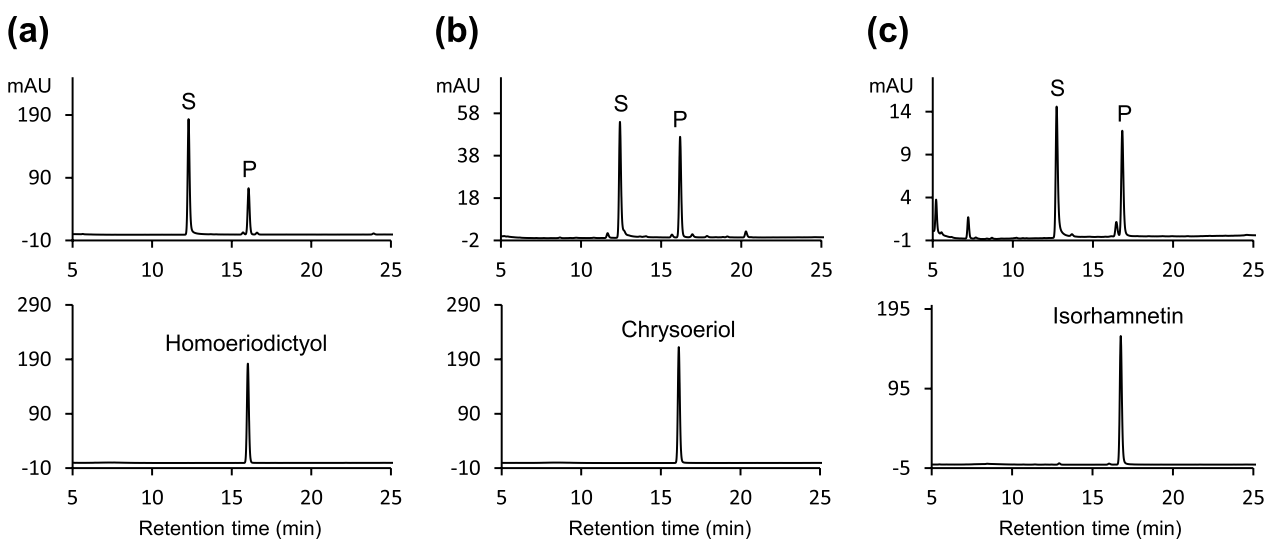 (a)
mAU
190
90
-10
S
P
5 10 15 20 25
290
190
90
-10
Homoeriodictyol
5 10 15 20 25
Retention time (min)
(b)
mAU
58
38
18
-2
S
P
5 10 15 20 25
290
190
90
-10
Chrysoeriol
5 10 15 20 25
Retention time (min)
(c)
mAU
14
9
4
-1
S
P
5 10 15 20 25
195
95
-5
Isorhamnetin
5 10 15 20 25
Retention time (min)